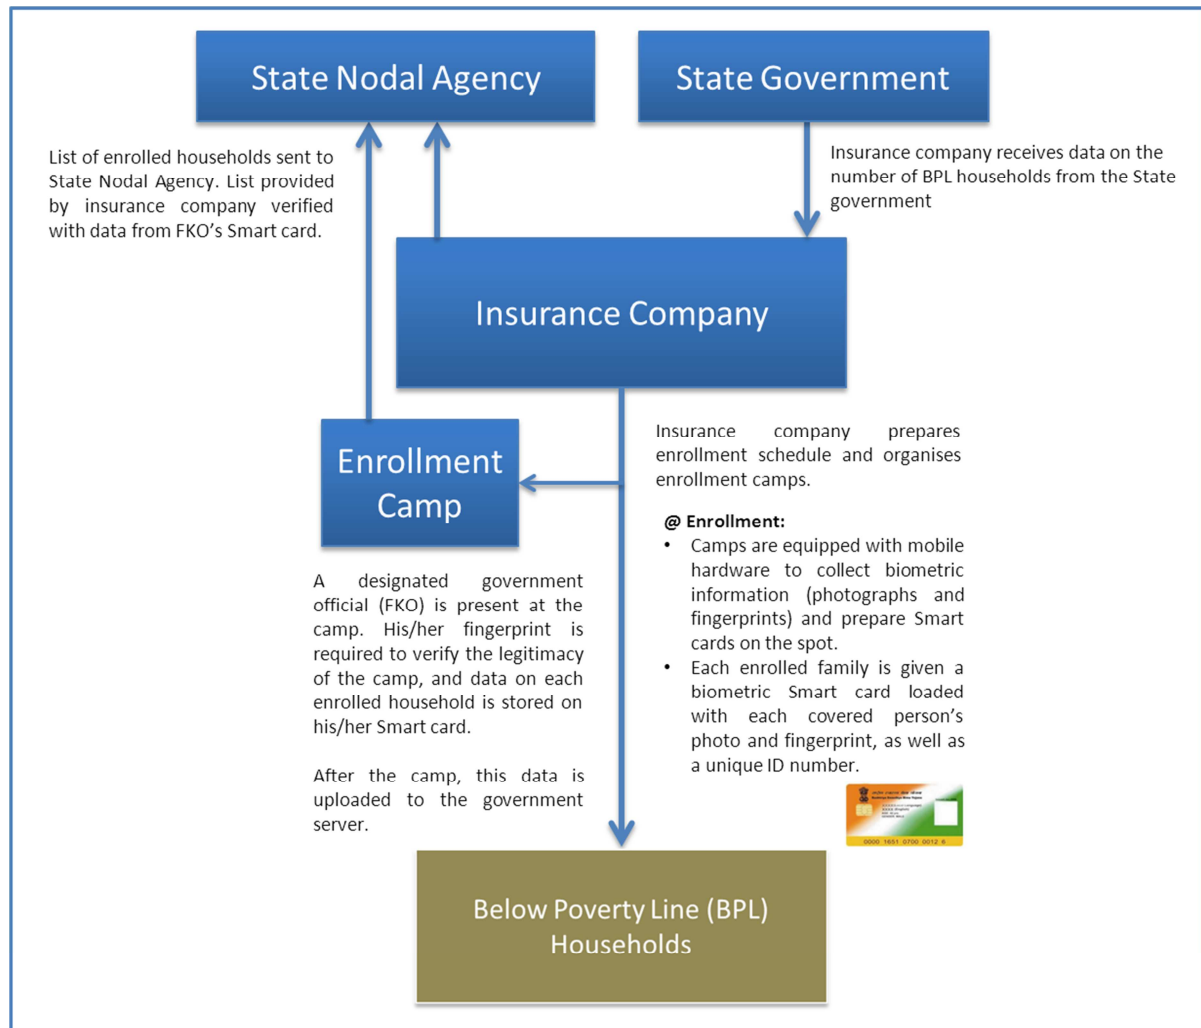 State Nodal Agency
State Government
List of enrolled households sent to
State Nodal Agency. List provided
by insurance company verified
with data from FKO’s Smart card.
Insurance company receives data on the
number of BPL households from the State
government
Insurance Company
Enrollment
Camp
Insurance company prepares
enrollment schedule and organises
enrollment camps.
@ Enrollment:
• Camps are equipped with mobile
hardware to collect biometric
information (photographs and
fingerprints) and prepare Smart
cards on the spot.
• Each enrolled family is given a
biometric Smart card loaded
with each covered person’s
photo and fingerprint, as well as
a unique ID number.
A designated government
official (FKO) is present at the
camp. His/her fingerprint is
required to verify the legitimacy
of the camp, and data on each
enrolled household is stored on
his/her Smart card.
After the camp, this data is
uploaded to the government
server.
0000 1651 0700 0012 6
Below Poverty Line (BPL)
Households